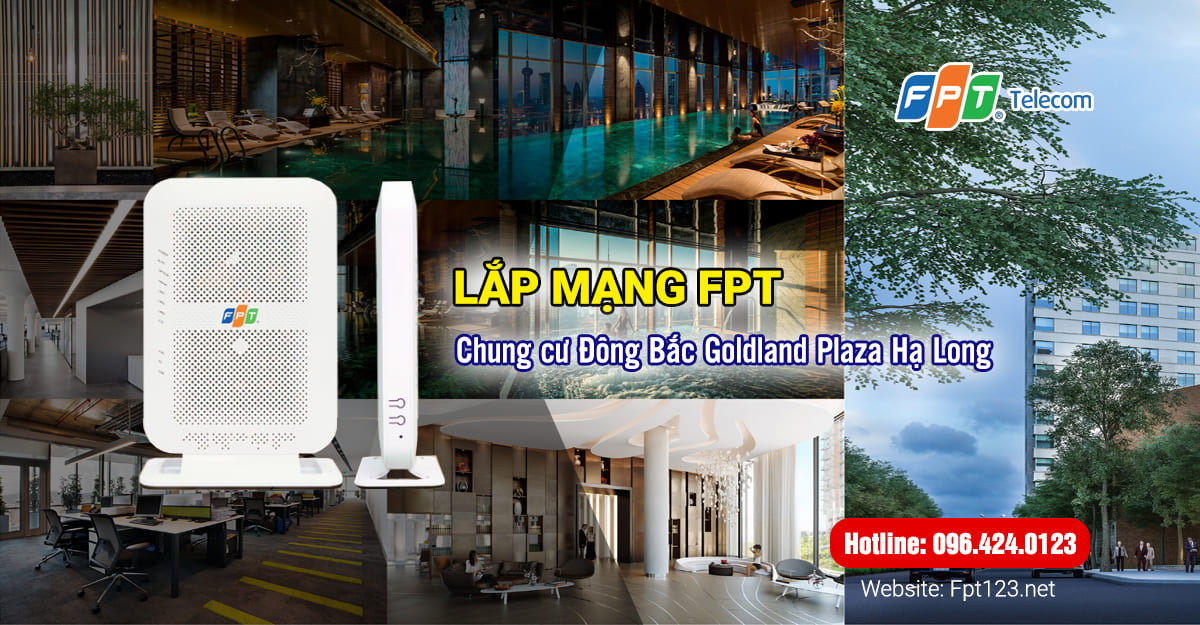 FPT Telecom
FPT
LẮP MẠNG FPT
Chung cư Đông Bắc Goldland Plaza Hạ Long
Hotline: 096.424.0123
Website: Fpt123.net